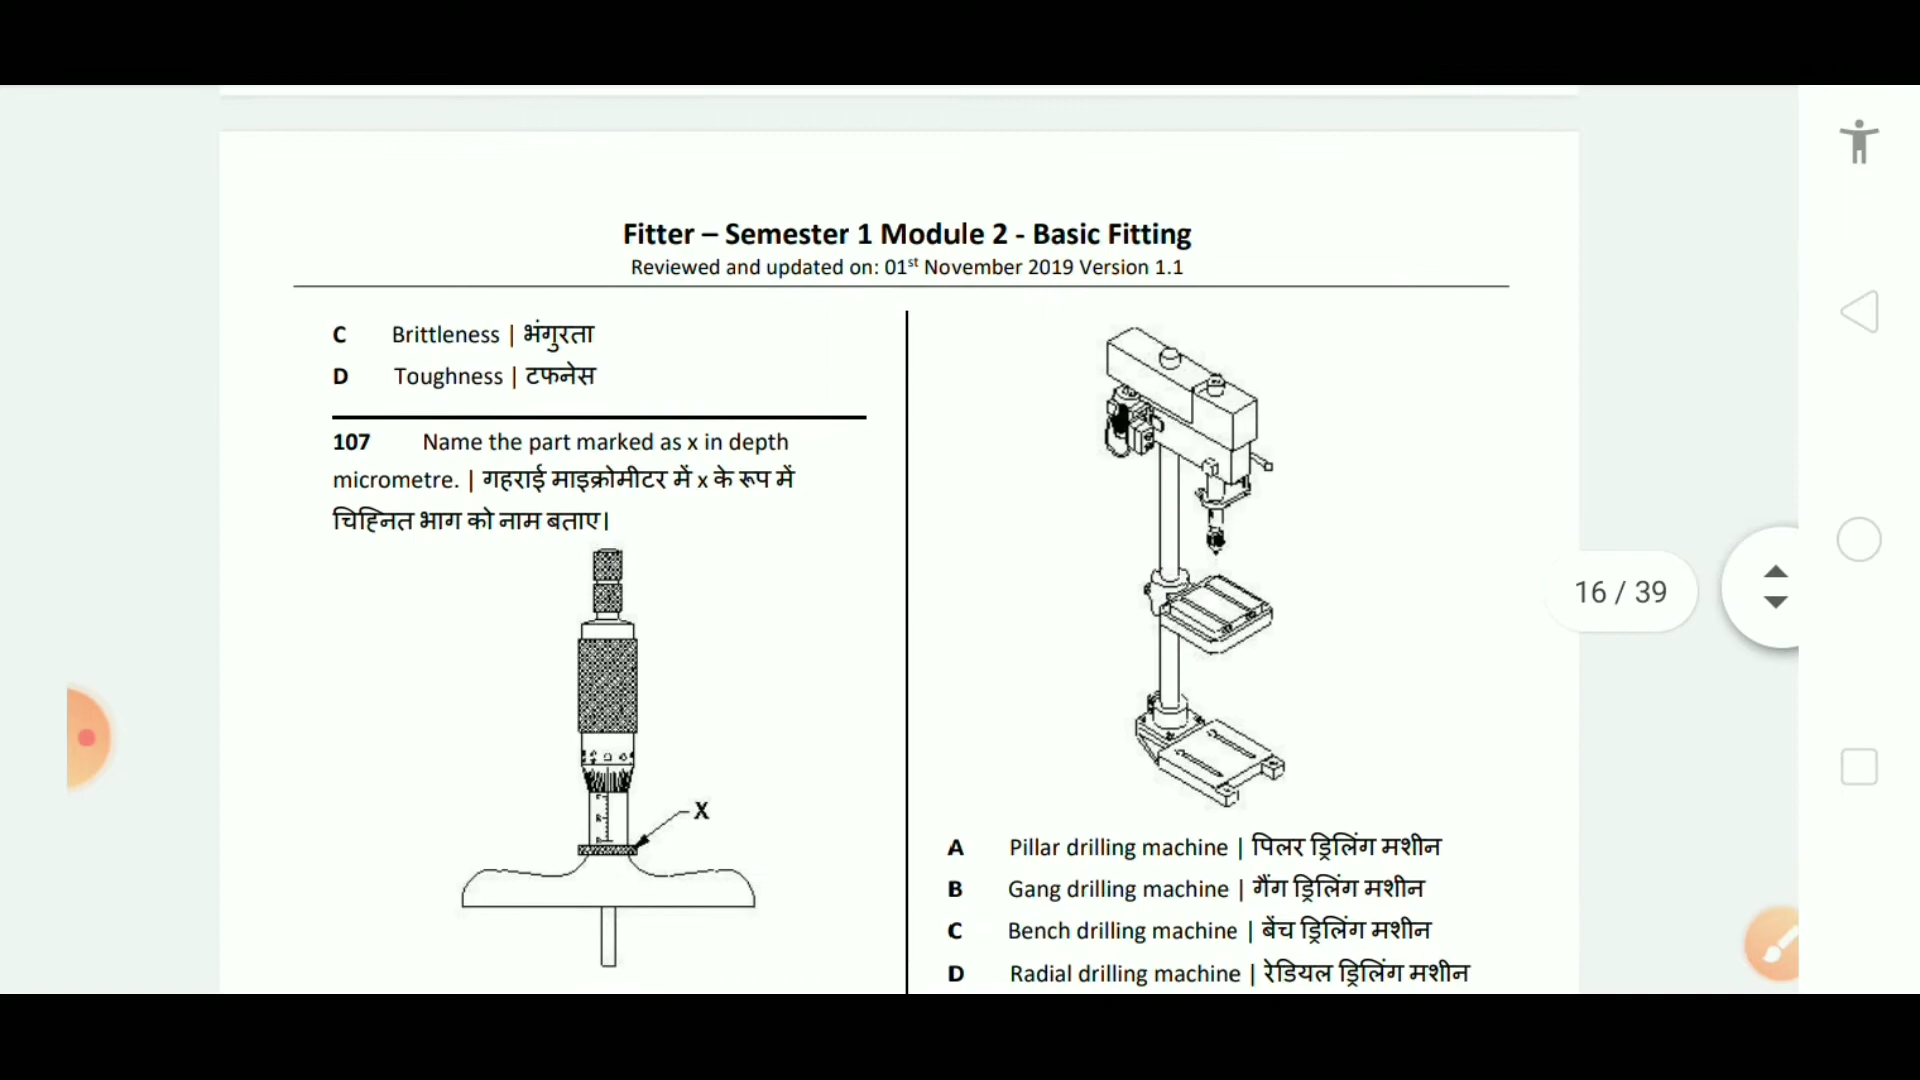 Fitter – Semester 1 Module 2 - Basic Fitting
Reviewed and updated on: 01st November 2019 Version 1.1
C Brittleness | भंगुरता
D Toughness | टफनेस
107 Name the part marked as x in depth
micrometre. | गहराई माइक्रोमीटर में x के रूप में
चिह्नित भाग को नाम बताए।
X
A Pillar drilling machine | पिलर ड्रिलिंग मशीन
B Gang drilling machine | गैंग ड्रिलिंग मशीन
C Bench drilling machine | बेंच ड्रिलिंग मशीन
D Radial drilling machine | रेडियल ड्रिलिंग मशीन
16 / 39